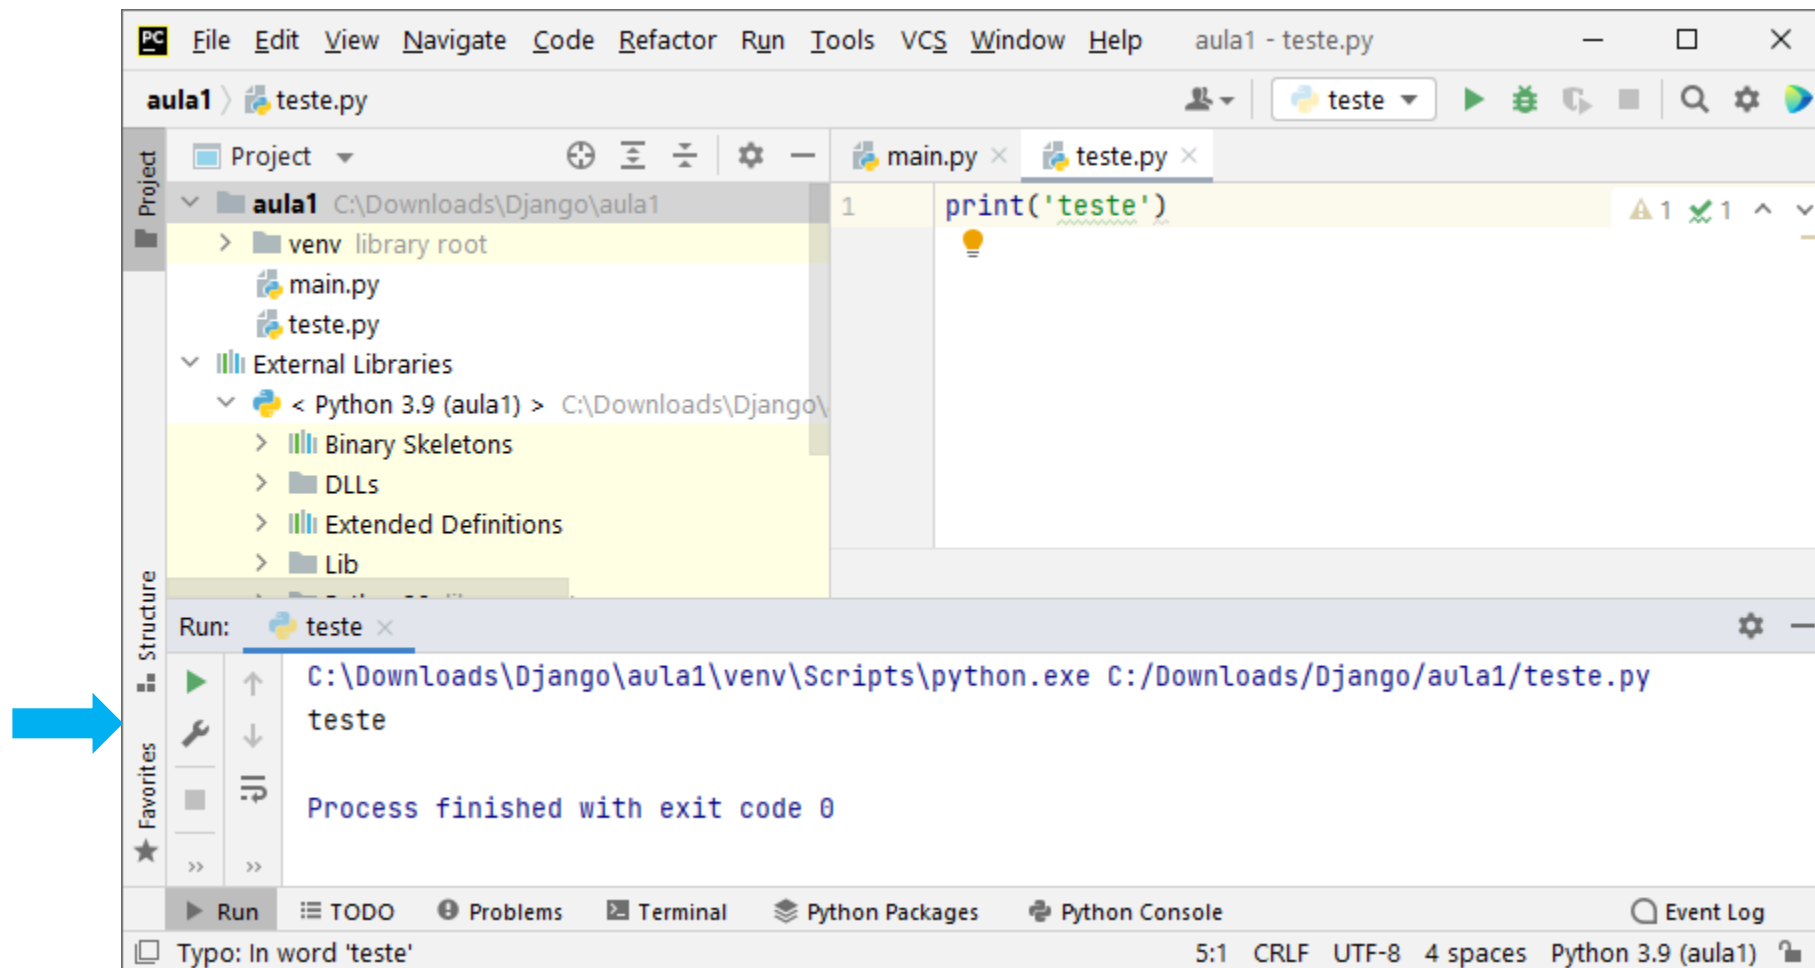 PC File Edit View Navigate Code Refactor Run Tools VCS Window Help aula1 - teste.py
aula1 teste.py teste
Project
Project main.py teste.py
aula1 C:\Downloads\Django\aula1
1 print('teste') 1 1
venv library root
main.py
teste.py
External Libraries
< Python 3.9 (aula1) > C:\Downloads\Django\
Binary Skeletons
DLLs
Extended Definitions
Lib
Structure
Run: teste
C:\Downloads\Django\aula1\venv\Scripts\python.exe C:/Downloads/Django/aula1/teste.py
teste
Favorites
Process finished with exit code 0
Run TODO Problems Terminal Python Packages Python Console Event Log
Typo: In word 'teste' 5:1 CRLF UTF-8 4 spaces Python 3.9 (aula1)